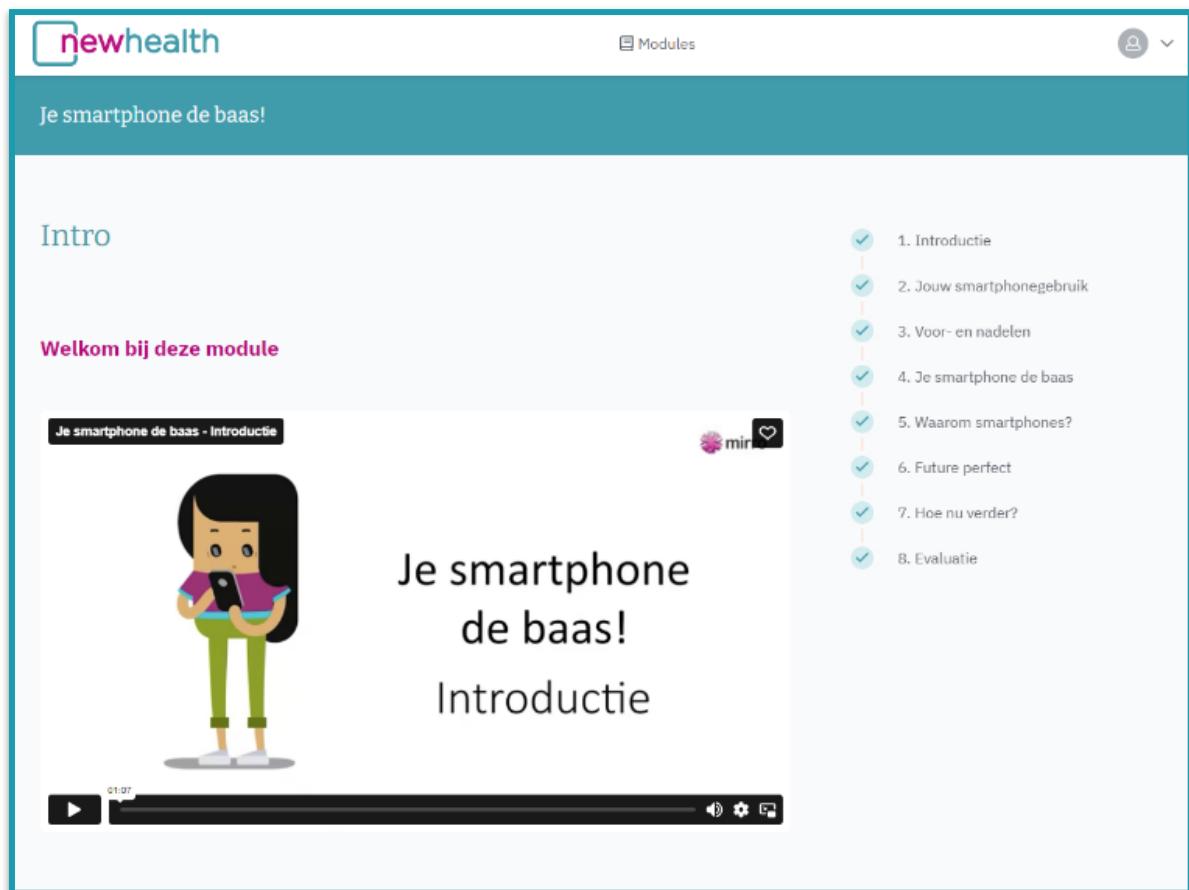 newhealth
Modules
Je smartphone de baas!
Intro
Welkom bij deze module
Je smartphone de baas - Introductie
Je smartphone
de baas!
Introductie
01:07
1. Introductie
2. Jouw smartphonegebruik
3. Voor- en nadelen
4. Je smartphone de baas
5. Waarom smartphones?
6. Future perfect
7. Hoe nu verder?
8. Evaluatie